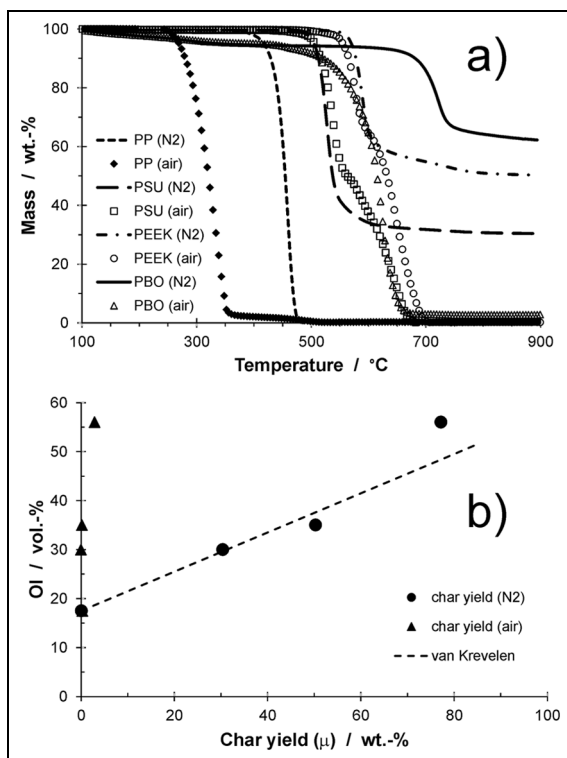 a)
100
80
60
40
20
0
Mass / wt.-%
PP (N2)
PP (air)
PSU (N2)
PSU (air)
PEEK (N2)
PEEK (air)
PBO (N2)
PBO (air)
100 300 500 700 900
Temperature / °C
b)
60
50
40
30
20
10
0
OI / vol.-%
char yield (N2)
char yield (air)
van Krevelen
0 20 40 60 80 100
Char yield (μ) / wt.-%